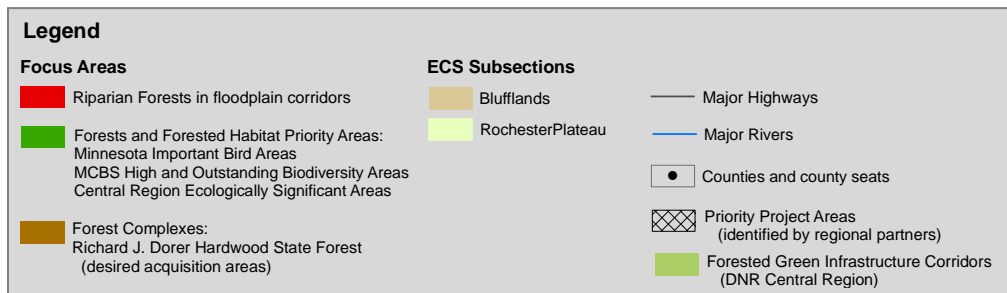 Legend
Focus Areas
Riparian Forests in floodplain corridors
Forests and Forested Habitat Priority Areas:
Minnesota Important Bird Areas
MCBS High and Outstanding Biodiversity Areas
Central Region Ecologically Significant Areas
Forest Complexes:
Richard J. Dorer Hardwood State Forest
(desired acquisition areas)
ECS Subsections
Blufflands
RochesterPlateau
Major Highways
Major Rivers
Counties and county seats
Priority Project Areas
(identified by regional partners)
Forested Green Infrastructure Corridors
(DNR Central Region)